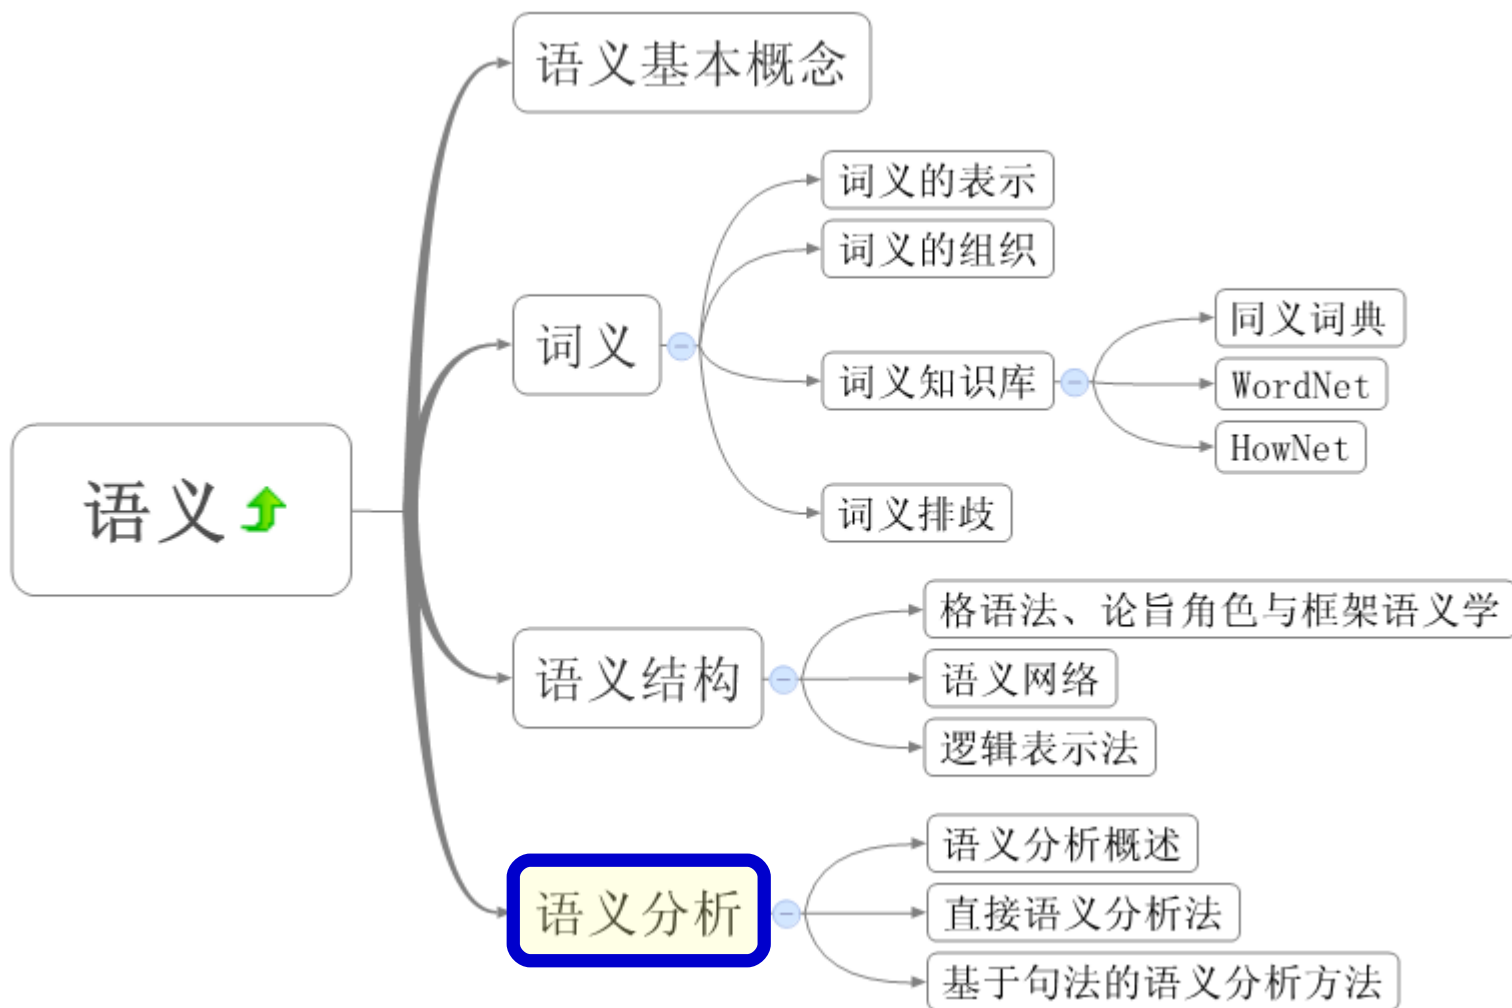 语义
语义基本概念
词义
词义的表示
词义的组织
词义知识库
同义词典
WordNet
HowNet
词义排歧
语义结构
格语法、论旨角色与框架语义学
语义网络
逻辑表示法
语义分析
语义分析概述
直接语义分析法
基于句法的语义分析方法